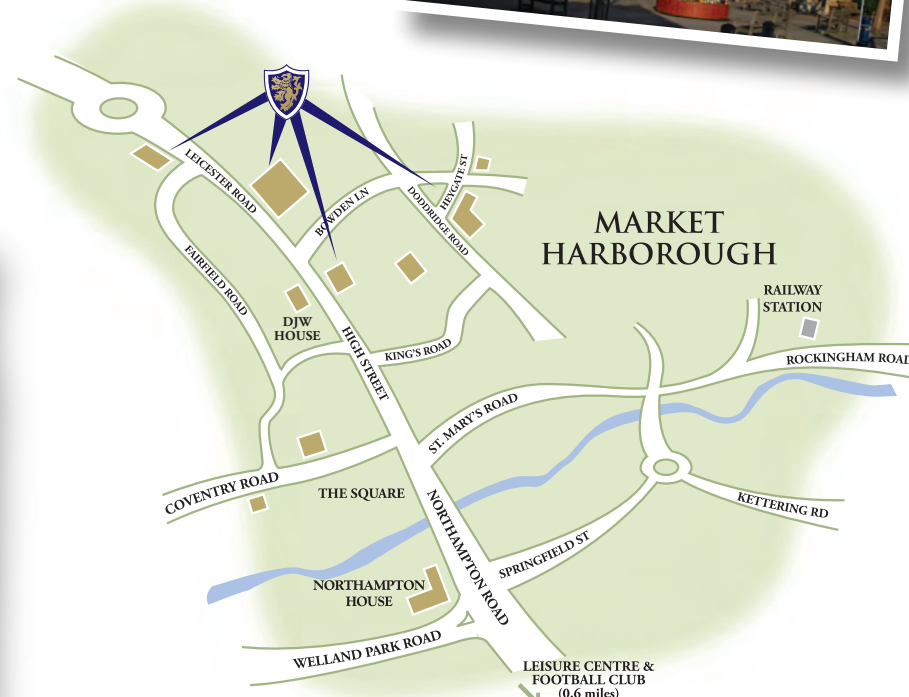 LEICESTER ROAD
BOWDEN LN
HEYGATE ST
DODDRIDGE ROAD
MARKET
HARBOROUGH
FAIRFIELD ROAD
RAILWAY
STATION
DJW
HOUSE
HIGH STREET
KING'S ROAD
ROCKINGHAM ROAD
ST. MARY'S ROAD
COVENTRY ROAD
THE SQUARE
NORTHAMPTON ROAD
KETTERING RD
SPRINGFIELD ST
NORTHAMPTON
HOUSE
WELLAND PARK ROAD
LEISURE CENTRE &
FOOTBALL CLUB
(0.6 miles)